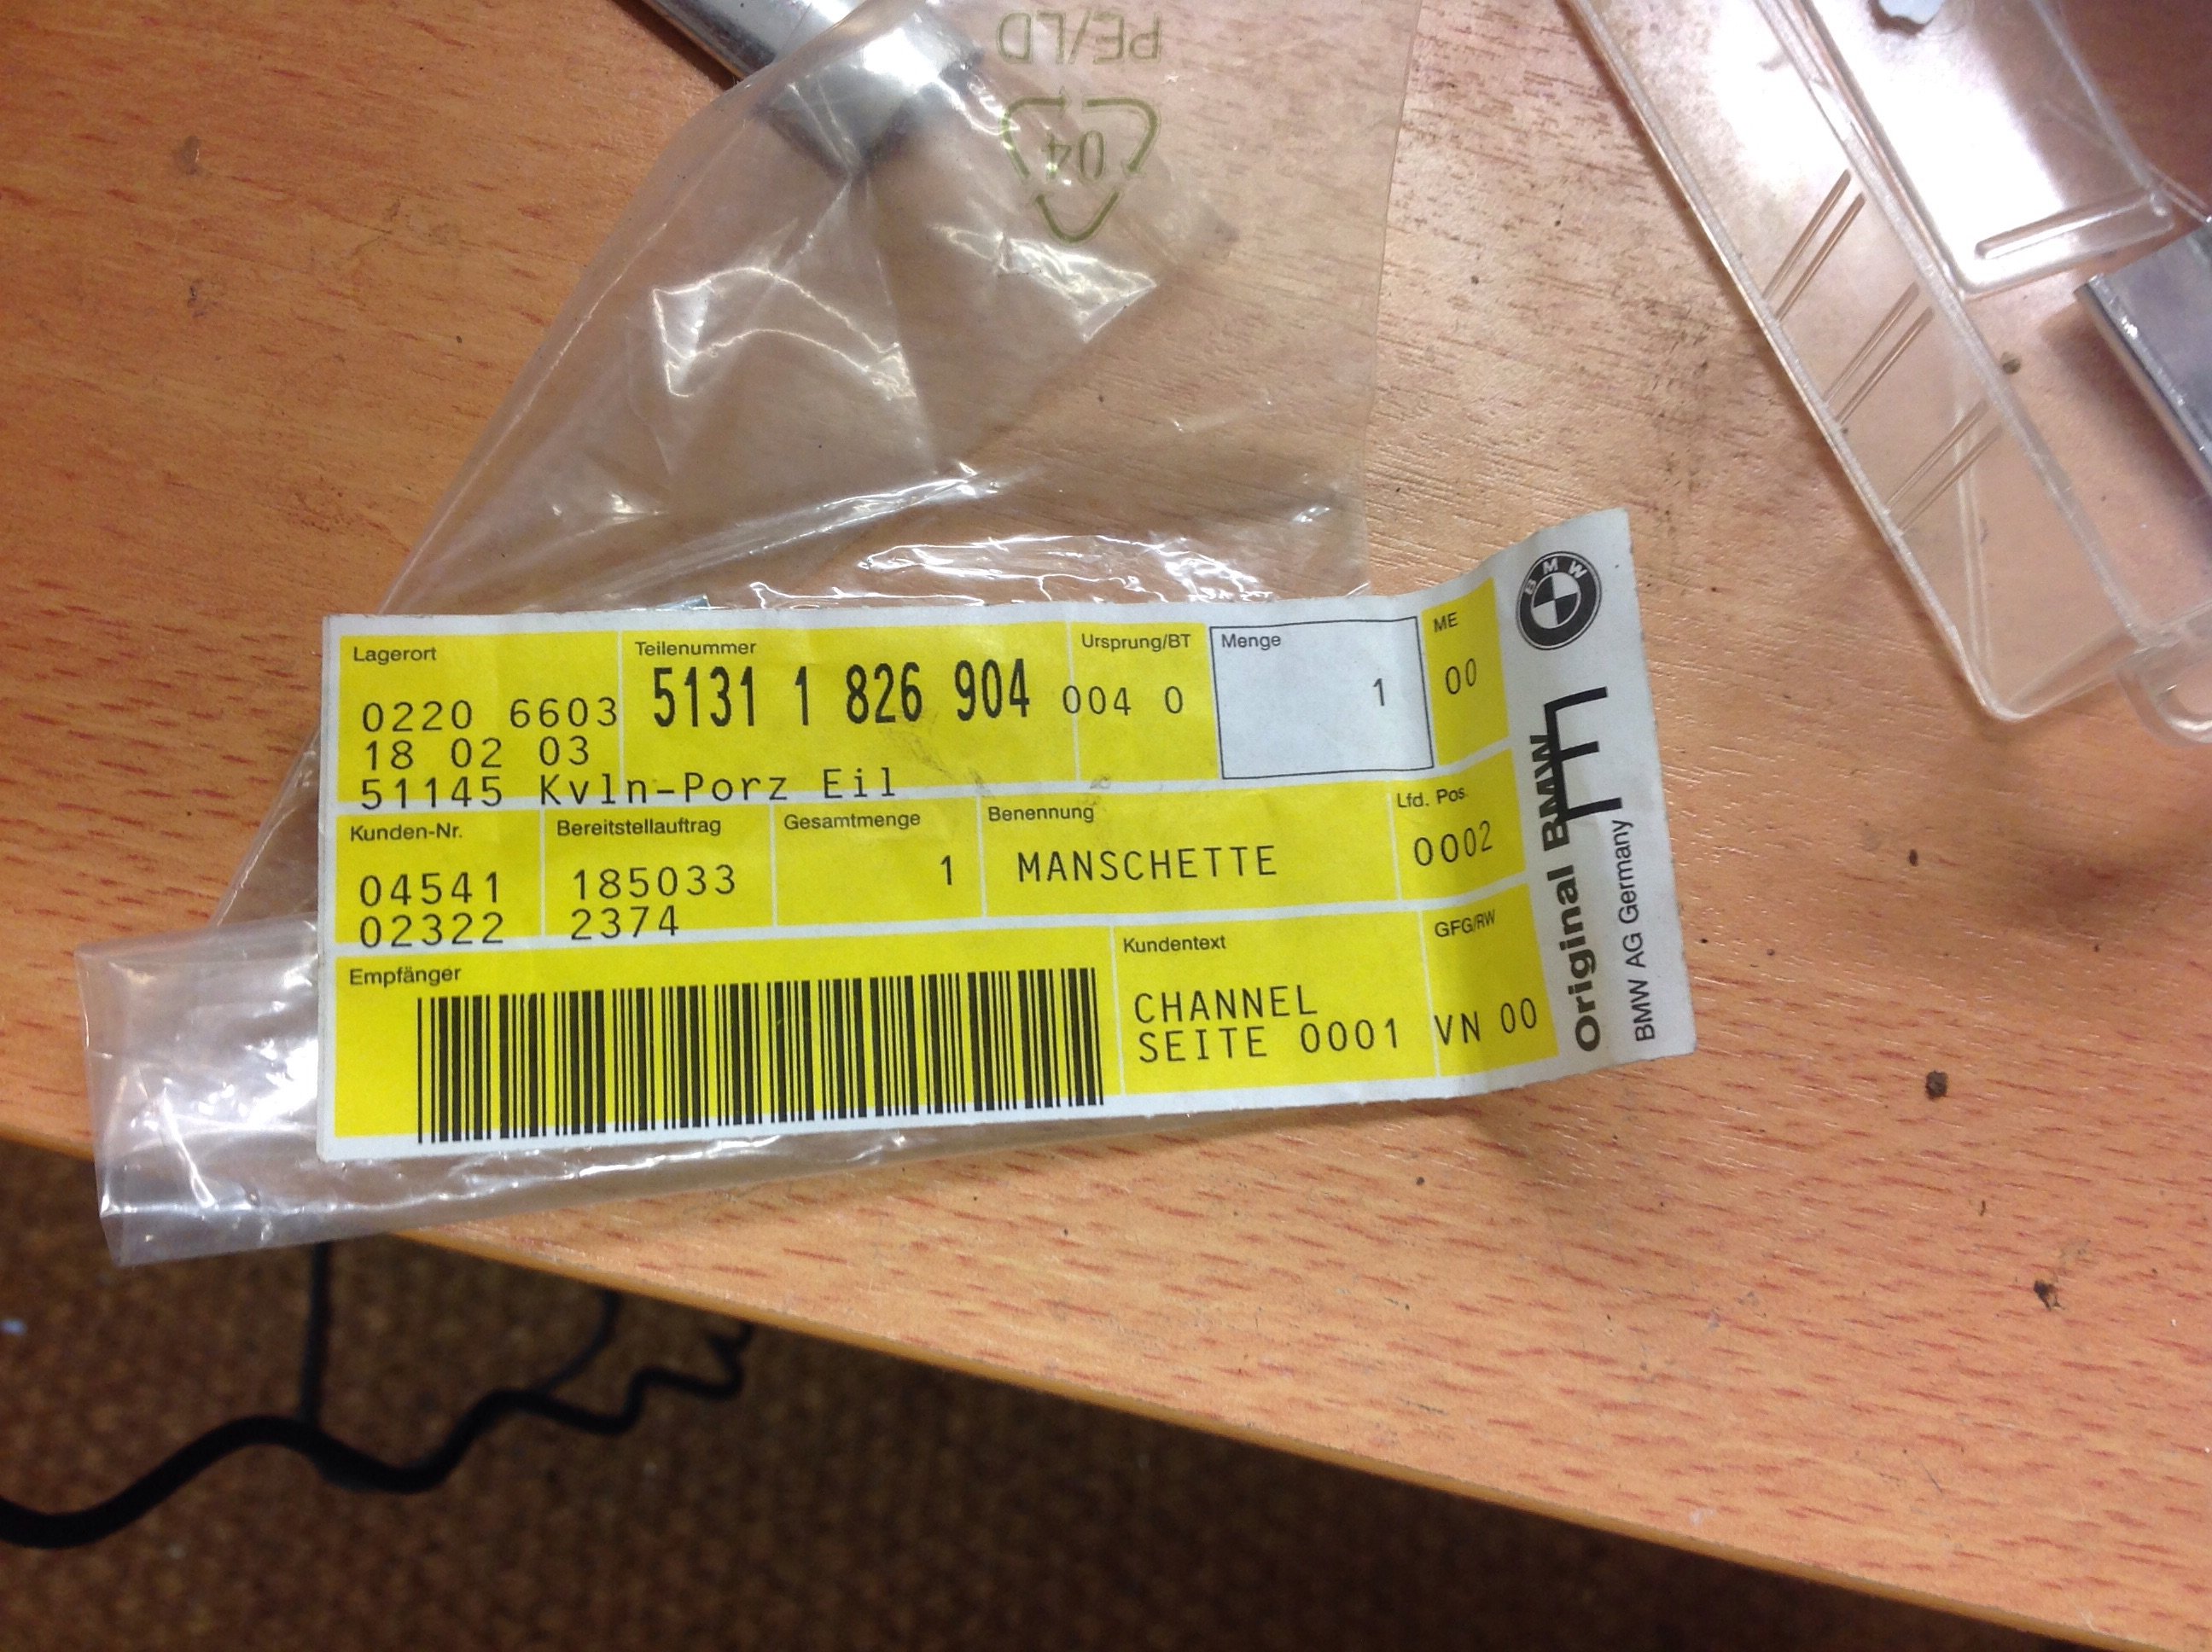 PE/LD
04
Lagerort
0220 6603
18 02 03
51145 Kvln-Porz Eil
Teilenummer
5131 1 826 904
Ursprung/BT
004 0
Menge
1
ME
00
Kunden-Nr.
04541
02322
Bereitstellauftrag
185033
2374
Gesamtmenge
1
Benennung
MANSCHETTE
Lfd. Pos.
0002
Empfänger
Kundentext
CHANNEL
SEITE 0001
GFG/RW
VN 00
BMW
Original BMW
BMW AG Germany